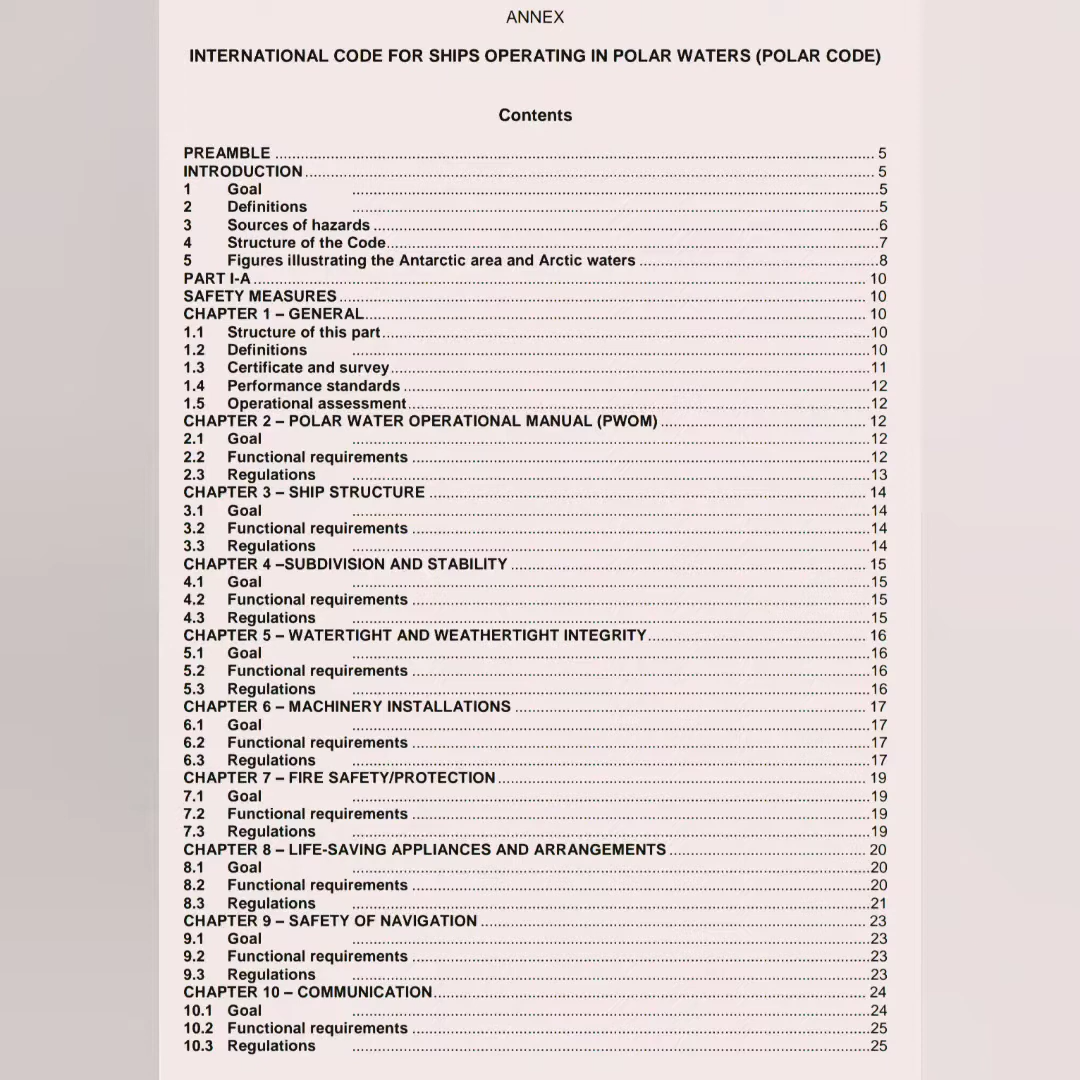 ANNEX
INTERNATIONAL CODE FOR SHIPS OPERATING IN POLAR WATERS (POLAR CODE)
Contents
PREAMBLE ........ 5
INTRODUCTION ........ 5
1 Goal ........ 5
2 Definitions ........ 5
3 Sources of hazards ........ 6
4 Structure of the Code ........ 7
5 Figures illustrating the Antarctic area and Arctic waters ........ 8
PART I-A ........ 10
SAFETY MEASURES ........ 10
CHAPTER 1 – GENERAL ........ 10
1.1 Structure of this part ........ 10
1.2 Definitions ........ 10
1.3 Certificate and survey ........ 11
1.4 Performance standards ........ 12
1.5 Operational assessment ........ 12
CHAPTER 2 – POLAR WATER OPERATIONAL MANUAL (PWOM) ........ 12
2.1 Goal ........ 12
2.2 Functional requirements ........ 12
2.3 Regulations ........ 13
CHAPTER 3 – SHIP STRUCTURE ........ 14
3.1 Goal ........ 14
3.2 Functional requirements ........ 14
3.3 Regulations ........ 14
CHAPTER 4 –SUBDIVISION AND STABILITY ........ 15
4.1 Goal ........ 15
4.2 Functional requirements ........ 15
4.3 Regulations ........ 15
CHAPTER 5 – WATERTIGHT AND WEATHERTIGHT INTEGRITY ........ 16
5.1 Goal ........ 16
5.2 Functional requirements ........ 16
5.3 Regulations ........ 16
CHAPTER 6 – MACHINERY INSTALLATIONS ........ 17
6.1 Goal ........ 17
6.2 Functional requirements ........ 17
6.3 Regulations ........ 17
CHAPTER 7 – FIRE SAFETY/PROTECTION ........ 19
7.1 Goal ........ 19
7.2 Functional requirements ........ 19
7.3 Regulations ........ 19
CHAPTER 8 – LIFE-SAVING APPLIANCES AND ARRANGEMENTS ........ 20
8.1 Goal ........ 20
8.2 Functional requirements ........ 20
8.3 Regulations ........ 21
CHAPTER 9 – SAFETY OF NAVIGATION ........ 23
9.1 Goal ........ 23
9.2 Functional requirements ........ 23
9.3 Regulations ........ 23
CHAPTER 10 – COMMUNICATION ........ 24
10.1 Goal ........ 24
10.2 Functional requirements ........ 25
10.3 Regulations ........ 25